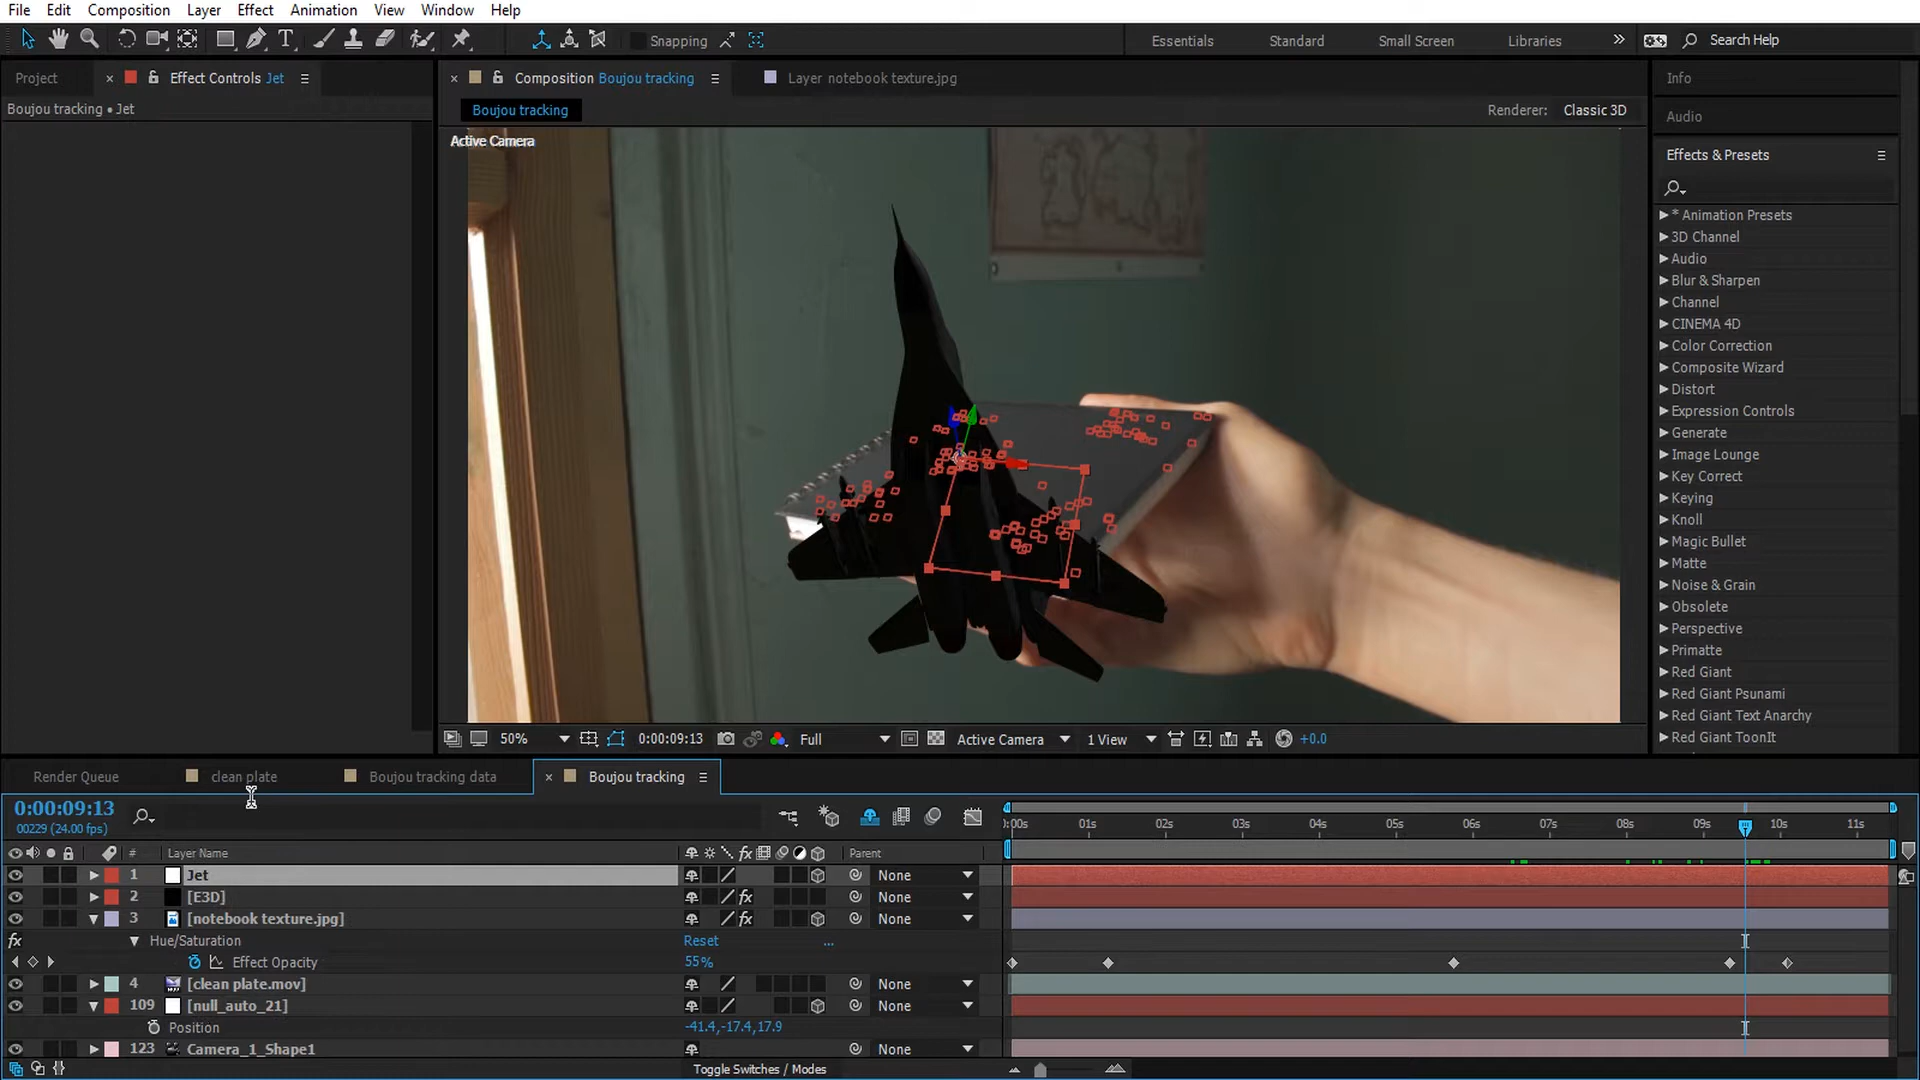 File Edit Composition Layer Effect Animation View Window Help
Snapping Essentials Standard Small Screen Libraries Search Help
Project Effect Controls Jet Composition Boujou tracking Layer notebook texture.jpg Info
Boujou tracking • Jet
Boujou tracking
Renderer: Classic 3D
Active Camera
Audio
Effects & Presets
* Animation Presets
3D Channel
Audio
Blur & Sharpen
Channel
CINEMA 4D
Color Correction
Composite Wizard
Distort
Expression Controls
Generate
Image Lounge
Key Correct
Keying
Knoll
Magic Bullet
Matte
Noise & Grain
Obsolete
Perspective
Primatte
Red Giant
Red Giant Psunami
Red Giant Text Anarchy
Red Giant ToonIt
50% 0:00:09:13 Full Active Camera 1 View +0.0
Render Queue clean plate Boujou tracking data Boujou tracking
0:00:09:13
00229 (24.00 fps)
:00s 01s 02s 03s 04s 05s 06s 07s 08s 09s 10s 11s
# Layer Name fx Parent
1 Jet None
2 [E3D] fx None
3 [notebook texture.jpg] fx None
fx Hue/Saturation Reset ...
Effect Opacity 55%
4 [clean plate.mov] None
109 [null_auto_21] None
Position -41.4,-17.4,17.9
123 Camera_1_Shape1 None
Toggle Switches / Modes